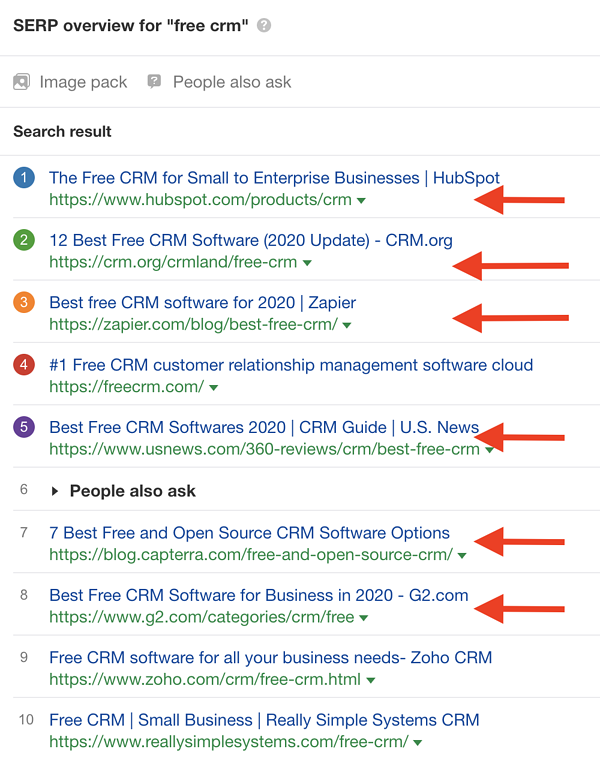 SERP overview for "free crm" ?
Image pack ? People also ask
Search result
1 The Free CRM for Small to Enterprise Businesses | HubSpot
https://www.hubspot.com/products/crm
2 12 Best Free CRM Software (2020 Update) - CRM.org
https://crm.org/crmland/free-crm
3 Best free CRM software for 2020 | Zapier
https://zapier.com/blog/best-free-crm/
4 #1 Free CRM customer relationship management software cloud
https://freecrm.com/
5 Best Free CRM Softwares 2020 | CRM Guide | U.S. News
https://www.usnews.com/360-reviews/crm/best-free-crm
6 People also ask
7 7 Best Free and Open Source CRM Software Options
https://blog.capterra.com/free-and-open-source-crm/
8 Best Free CRM Software for Business in 2020 - G2.com
https://www.g2.com/categories/crm/free
9 Free CRM software for all your business needs- Zoho CRM
https://www.zoho.com/crm/free-crm.html
10 Free CRM | Small Business | Really Simple Systems CRM
https://www.reallysimplesystems.com/free-crm/